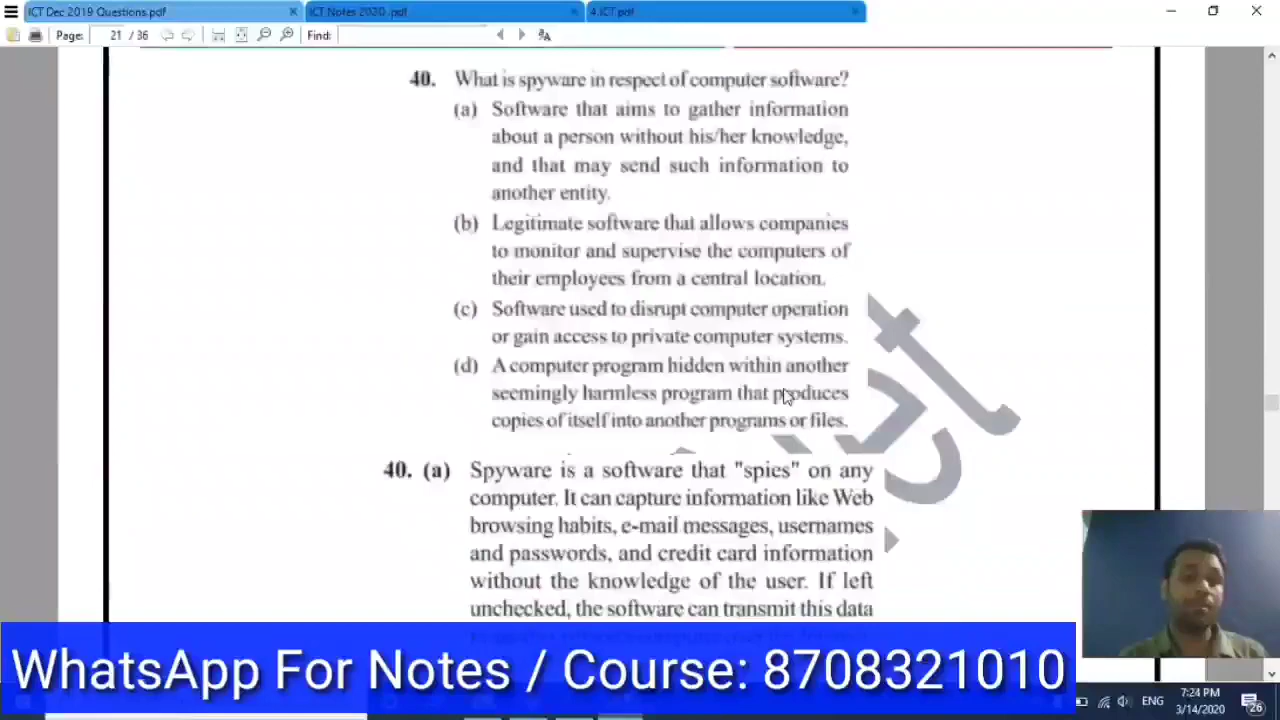 ICT Dec 2019 Questions.pdf
ICT Notes 2020 .pdf
4.ICT.pdf
Page: 21 / 36
Find:
40. What is spyware in respect of computer software?
(a) Software that aims to gather information
about a person without his/her knowledge,
and that may send such information to
another entity.
(b) Legitimate software that allows companies
to monitor and supervise the computers of
their employees from a central location.
(c) Software used to disrupt computer operation
or gain access to private computer systems.
(d) A computer program hidden within another
seemingly harmless program that produces
copies of itself into another programs or files.
40. (a) Spyware is a software that "spies" on any
computer. It can capture information like Web
browsing habits, e-mail messages, usernames
and passwords, and credit card information
without the knowledge of the user. If left
unchecked, the software can transmit this data
WhatsApp For Notes / Course: 8708321010
ENG
7:24 PM
3/14/2020
26